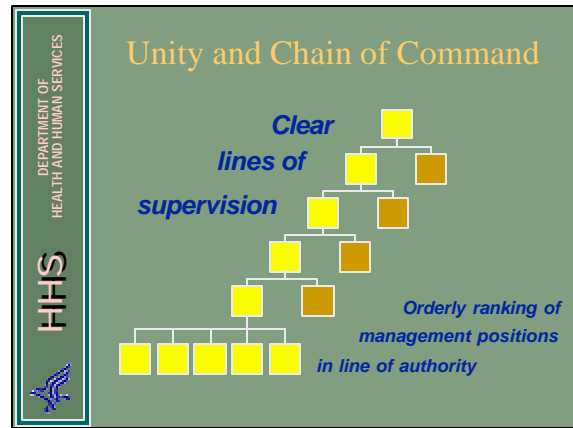 Unity and Chain of Command
DEPARTMENT OF
HEALTH AND HUMAN SERVICES
HHS
Clear
lines of
supervision
Orderly ranking of
management positions
in line of authority